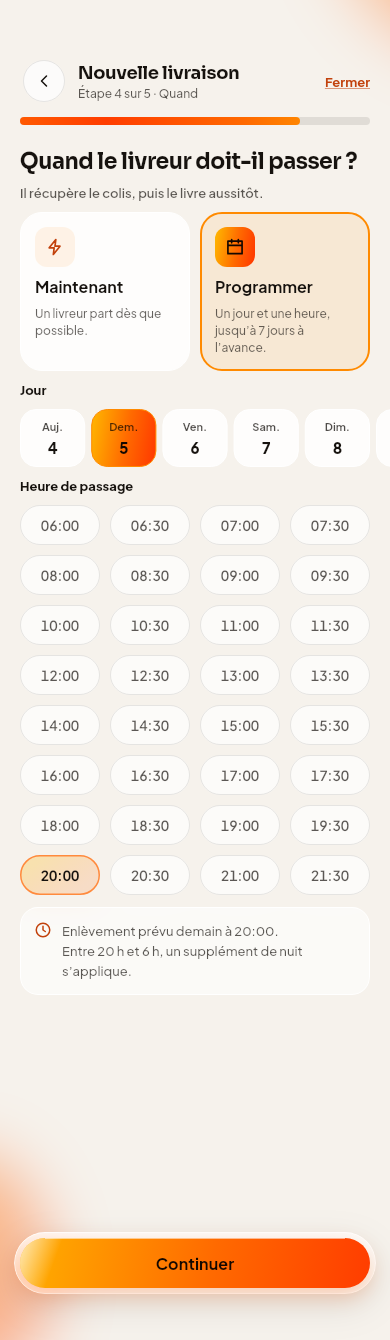 Nouvelle livraison
Étape 4 sur 5 · Quand
Fermer
Quand le livreur doit-il passer ?
Il récupère le colis, puis le livre aussitôt.
Maintenant
Un livreur part dès que
possible.
Programmer
Un jour et une heure,
jusqu'à 7 jours à
l'avance.
Jour
Auj.
4
Dem.
5
Ven.
6
Sam.
7
Dim.
8
Heure de passage
06:00 06:30 07:00 07:30
08:00 08:30 09:00 09:30
10:00 10:30 11:00 11:30
12:00 12:30 13:00 13:30
14:00 14:30 15:00 15:30
16:00 16:30 17:00 17:30
18:00 18:30 19:00 19:30
20:00 20:30 21:00 21:30
Enlèvement prévu demain à 20:00.
Entre 20 h et 6 h, un supplément de nuit
s'applique.
Continuer